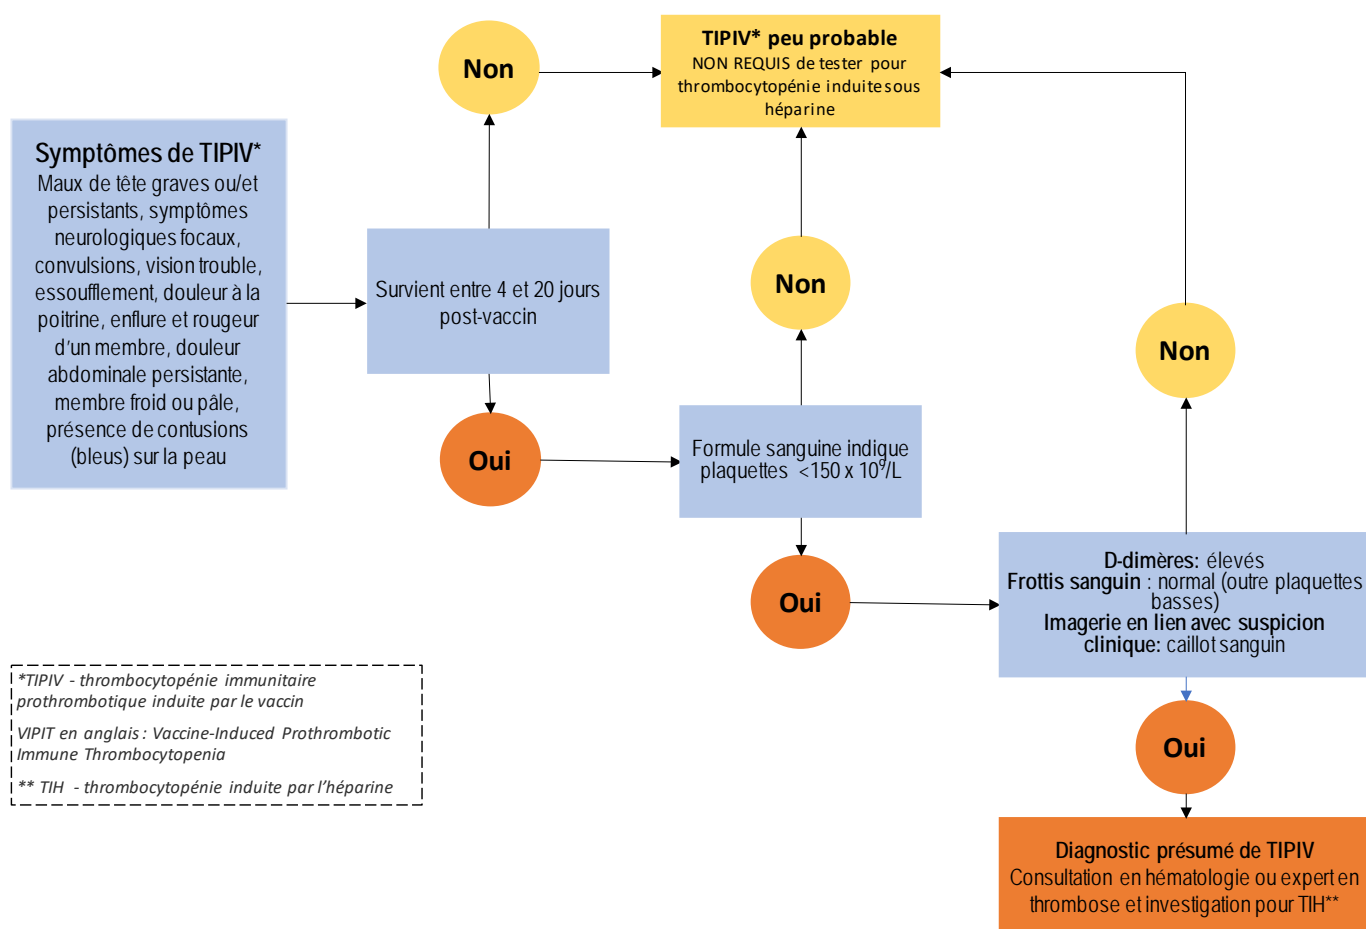 Non
TIPIV* peu probable
NON REQUIS de tester pour
thrombocytopénie induite sous
héparine
Symptômes de TIPIV*
Maux de tête graves ou/et
persistants, symptômes
neurologiques focaux,
convulsions, vision trouble,
essoufflement, douleur à la
poitrine, enflure et rougeur
d'un membre, douleur
abdominale persistante,
membre froid ou pâle,
présence de contusions
(bleus) sur la peau
Survient entre 4 et 20 jours
post-vaccin
Non
Non
Oui
Formule sanguine indique
plaquettes <150 x 10⁹/L
Oui
D-dimères: élevés
Frottis sanguin : normal (outre plaquettes
basses)
Imagerie en lien avec suspicion
clinique: caillot sanguin
*TIPIV - thrombocytopénie immunitaire
prothrombotique induite par le vaccin
VIPIT en anglais : Vaccine-Induced Prothrombotic
Immune Thrombocytopenia
** TIH - thrombocytopénie induite par l'héparine
Oui
Diagnostic présumé de TIPIV
Consultation en hématologie ou expert en
thrombose et investigation pour TIH**